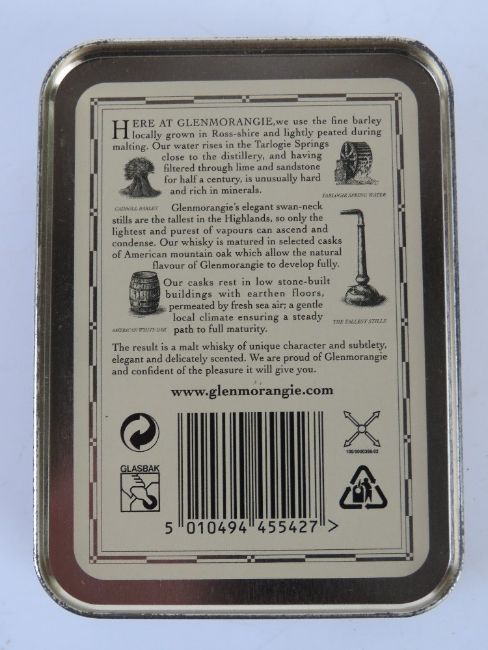 HERE AT GLENMORANGIE, we use the fine barley
locally grown in Ross-shire and lightly peated during
malting. Our water rises in the Tarlogie Springs
close to the distillery, and having
filtered through lime and sandstone
for half a century, is unusually hard
and rich in minerals.
CADBOLL BARLEY
TARLOGIE SPRING WATER
Glenmorangie's elegant swan-neck
stills are the tallest in the Highlands, so only the
lightest and purest of vapours can ascend and
condense. Our whisky is matured in selected casks
of American mountain oak which allow the natural
flavour of Glenmorangie to develop fully.
Our casks rest in low stone-built
buildings with earthen floors,
permeated by fresh sea air; a gentle
local climate ensuring a steady
path to full maturity.
AMERICAN WHITE OAK
THE TALLEST STILLS
The result is a malt whisky of unique character and subtlety,
elegant and delicately scented. We are proud of Glenmorangie
and confident of the pleasure it will give you.
www.glenmorangie.com
GLASBAK
5 010494 455427 >